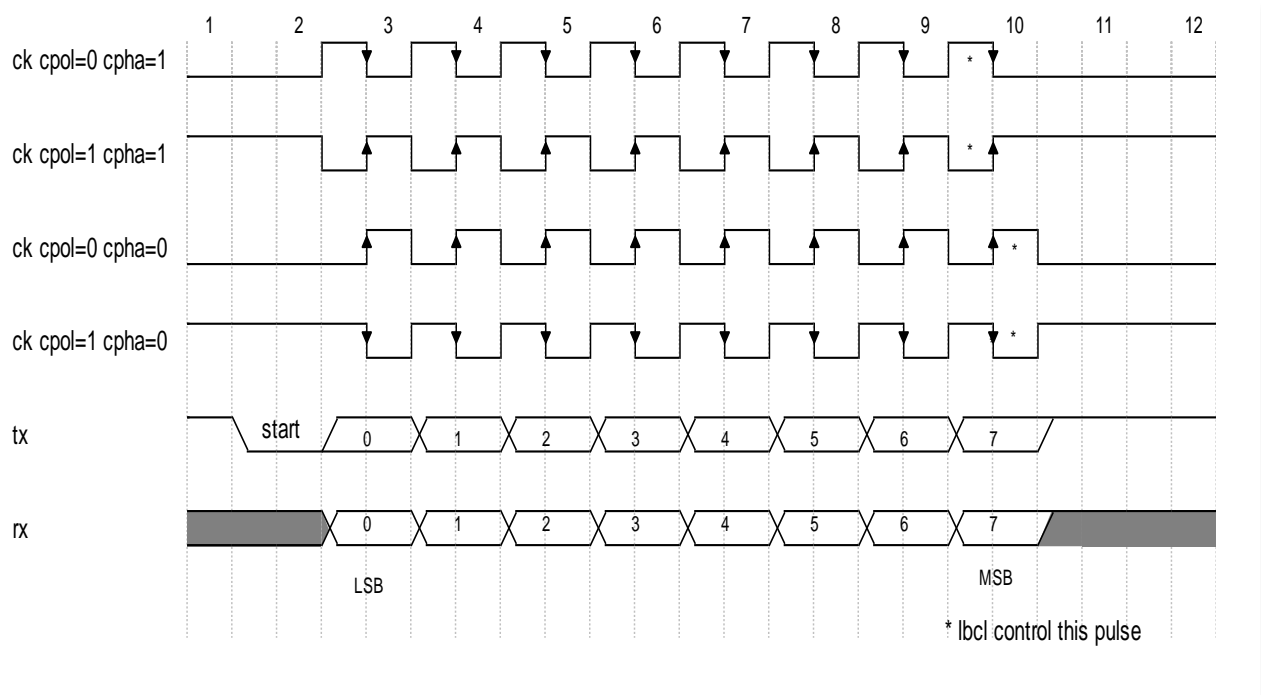 1 2 3 4 5 6 7 8 9 10 11 12
ck cpol=0 cpha=1 *
ck cpol=1 cpha=1 *
ck cpol=0 cpha=0 *
ck cpol=1 cpha=0 *
tx start 0 1 2 3 4 5 6 7
rx 0 1 2 3 4 5 6 7
LSB MSB
* lbcl control this pulse